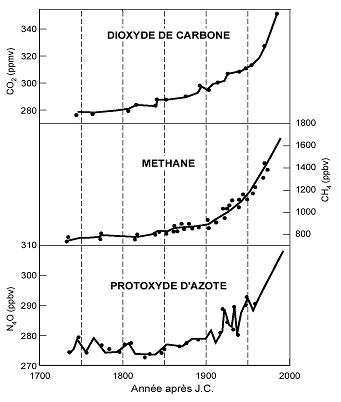 DIOXYDE DE CARBONE
CO2 (ppmv)
340
320
300
280
METHANE
CH4 (ppbv)
1800
1600
1400
1200
1000
800
PROTOXYDE D'AZOTE
N4O (ppbv)
310
300
290
280
270
1700
1800
1900
2000
Année après J.C.